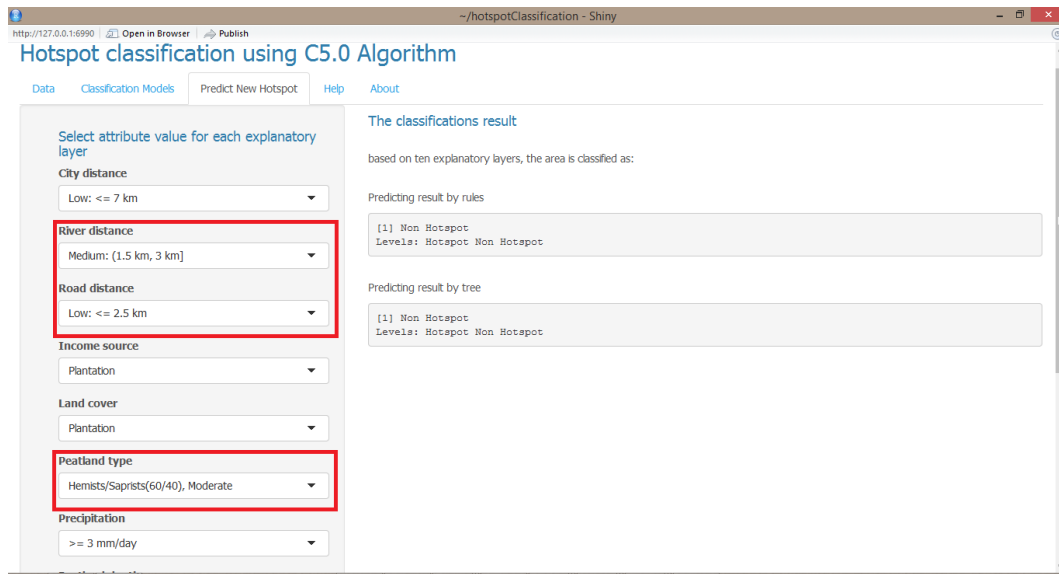 ~/hotspotClassification - Shiny
http://127.0.0.1:6990 Open in Browser Publish
Hotspot classification using C5.0 Algorithm
Data Classification Models Predict New Hotspot Help About
Select attribute value for each explanatory
layer
City distance
Low: <= 7 km
River distance
Medium: (1.5 km, 3 km]
Road distance
Low: <= 2.5 km
Income source
Plantation
Land cover
Plantation
Peatland type
Hemists/Saprists(60/40), Moderate
Precipitation
>= 3 mm/day
The classifications result
based on ten explanatory layers, the area is classified as:
Predicting result by rules
[1] Non Hotspot
Levels: Hotspot Non Hotspot
Predicting result by tree
[1] Non Hotspot
Levels: Hotspot Non Hotspot